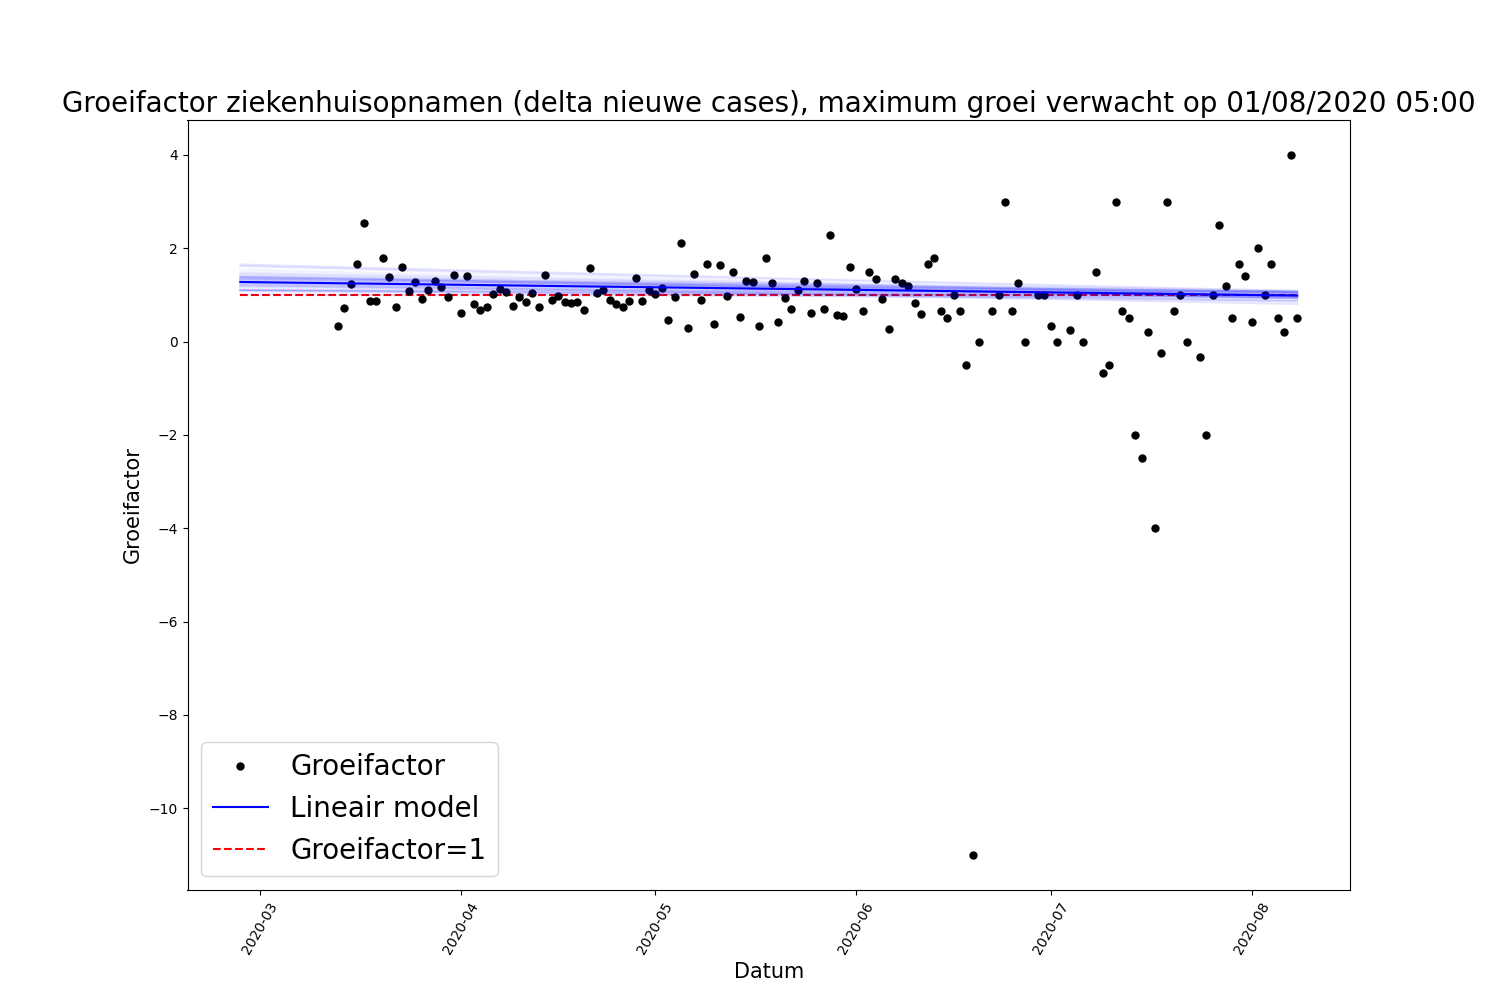 Groeifactor ziekenhuisopnamen (delta nieuwe cases), maximum groei verwacht op 01/08/2020 05:00
4
2
0
−2
−4
−6
−8
−10
Groeifactor
Groeifactor
Lineair model
Groeifactor=1
2020-03
2020-04
2020-05
2020-06
2020-07
2020-08
Datum